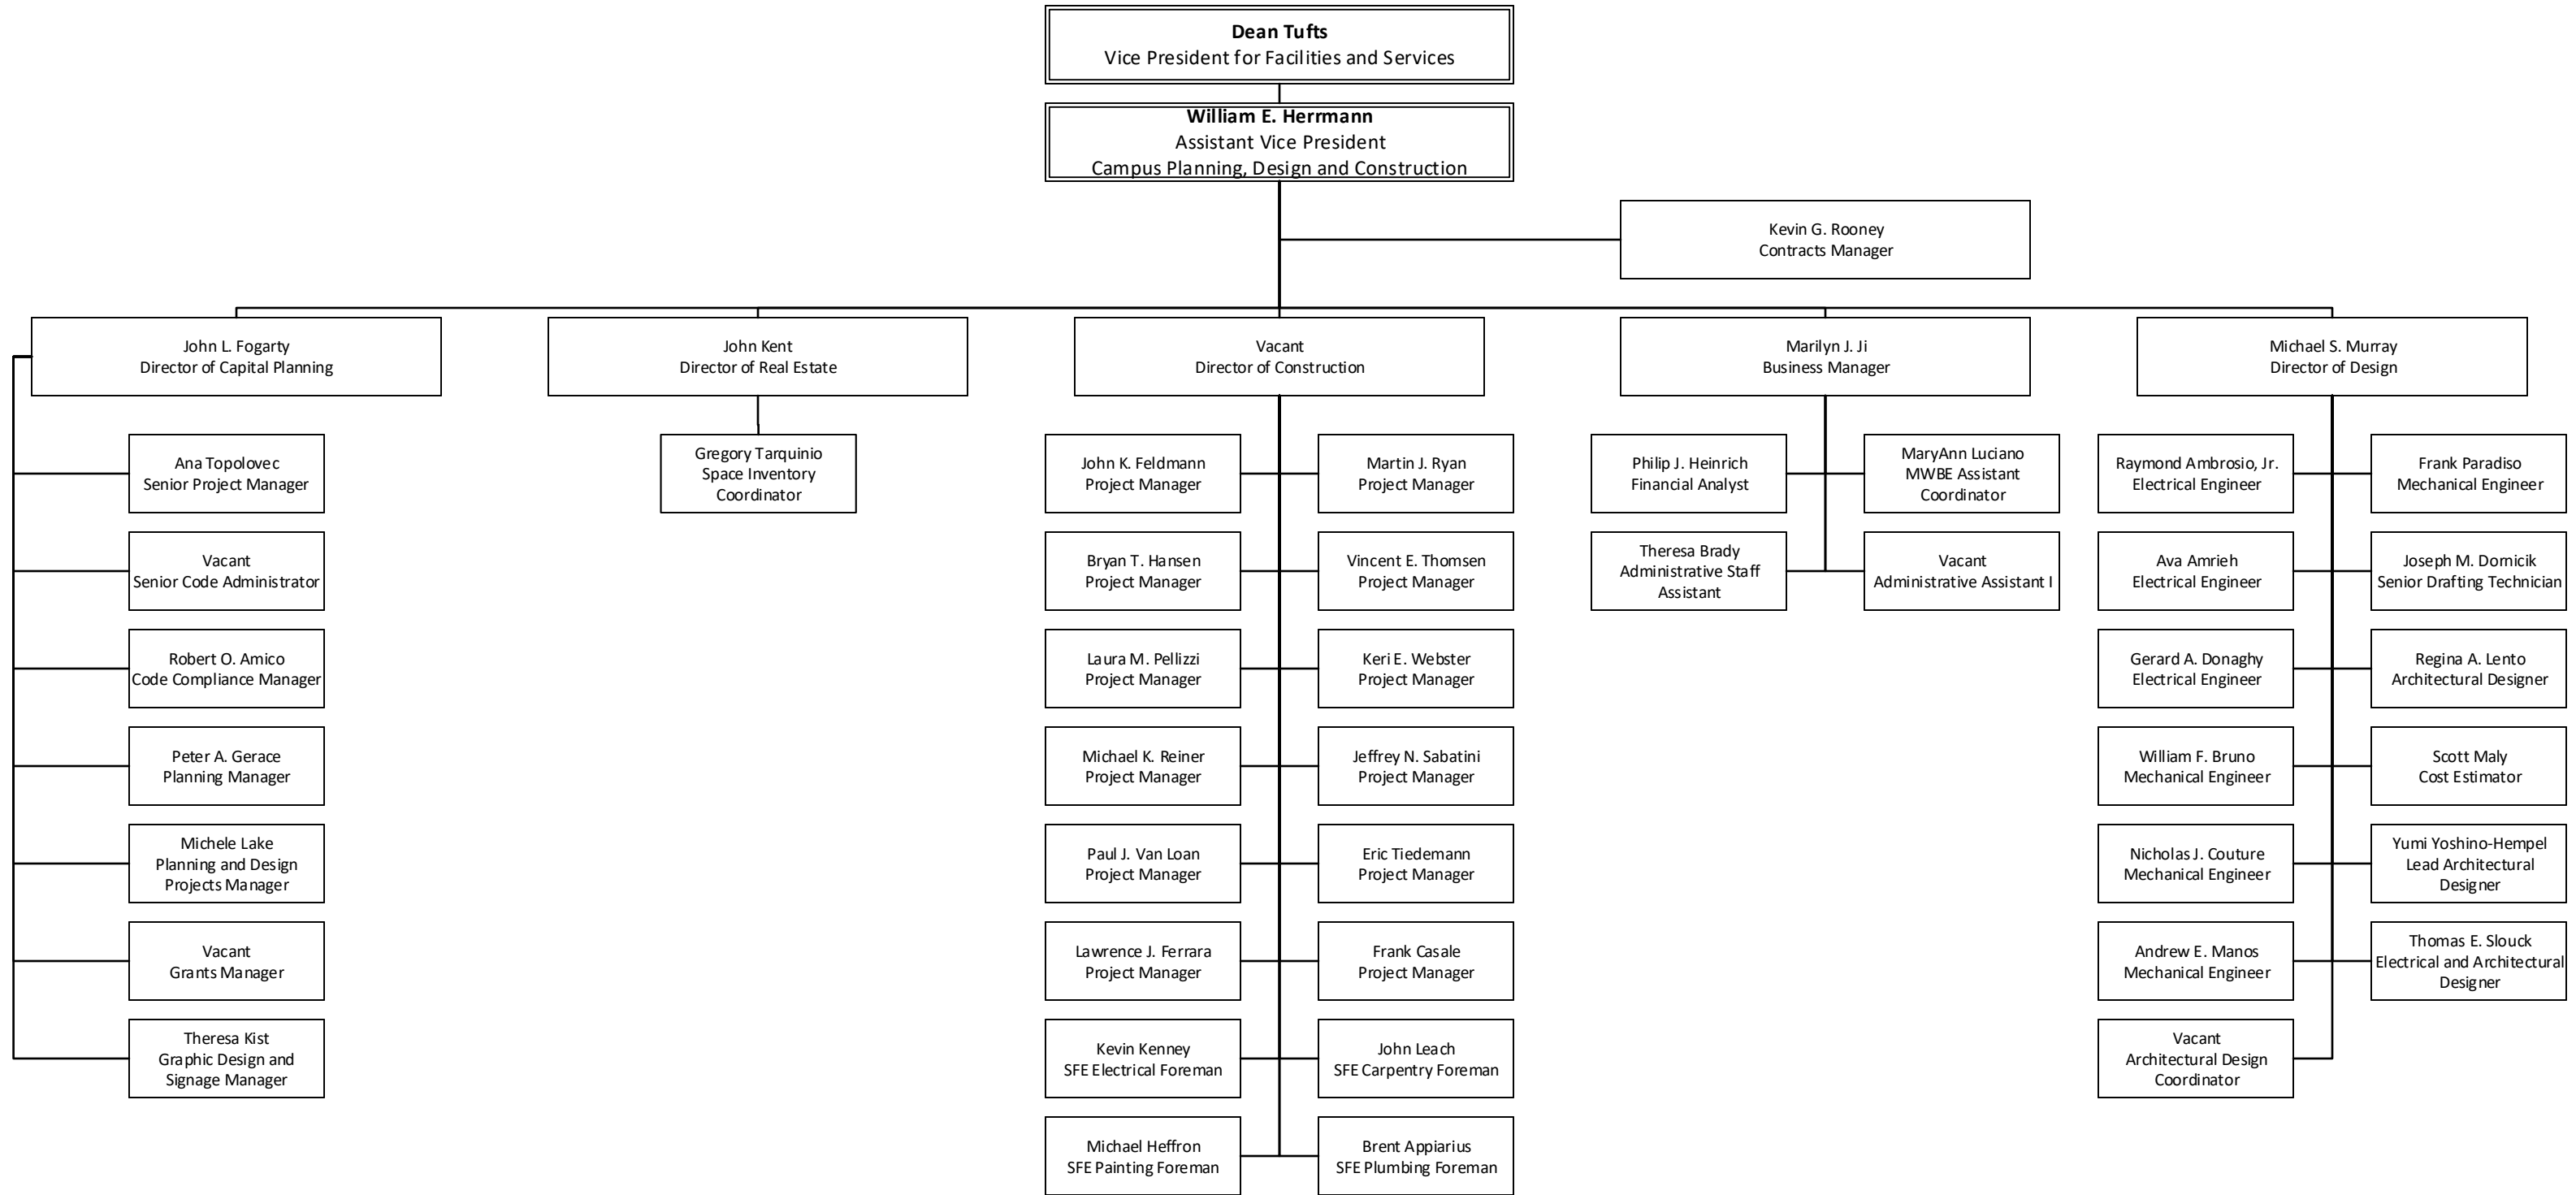 Dean Tufts
Vice President for Facilities and Services
William E. Herrmann
Assistant Vice President
Campus Planning, Design and Construction
Kevin G. Rooney
Contracts Manager
John L. Fogarty
Director of Capital Planning
John Kent
Director of Real Estate
Vacant
Director of Construction
Marilyn J. Ji
Business Manager
Michael S. Murray
Director of Design
Ana Topolovec
Senior Project Manager
Vacant
Senior Code Administrator
Robert O. Amico
Code Compliance Manager
Peter A. Gerace
Planning Manager
Michele Lake
Planning and Design
Projects Manager
Vacant
Grants Manager
Theresa Kist
Graphic Design and
Signage Manager
Gregory Tarquinio
Space Inventory
Coordinator
John K. Feldmann
Project Manager
Martin J. Ryan
Project Manager
Bryan T. Hansen
Project Manager
Vincent E. Thomsen
Project Manager
Laura M. Pellizzi
Project Manager
Keri E. Webster
Project Manager
Michael K. Reiner
Project Manager
Jeffrey N. Sabatini
Project Manager
Paul J. Van Loan
Project Manager
Eric Tiedemann
Project Manager
Lawrence J. Ferrara
Project Manager
Frank Casale
Project Manager
Kevin Kenney
SFE Electrical Foreman
John Leach
SFE Carpentry Foreman
Michael Heffron
SFE Painting Foreman
Brent Appiarius
SFE Plumbing Foreman
Philip J. Heinrich
Financial Analyst
MaryAnn Luciano
MWBE Assistant
Coordinator
Theresa Brady
Administrative Staff
Assistant
Vacant
Administrative Assistant I
Raymond Ambrosio, Jr.
Electrical Engineer
Frank Paradiso
Mechanical Engineer
Ava Amrieh
Electrical Engineer
Joseph M. Dornicik
Senior Drafting Technician
Gerard A. Donaghy
Electrical Engineer
Regina A. Lento
Architectural Designer
William F. Bruno
Mechanical Engineer
Scott Maly
Cost Estimator
Nicholas J. Couture
Mechanical Engineer
Yumi Yoshino-Hempel
Lead Architectural
Designer
Andrew E. Manos
Mechanical Engineer
Thomas E. Slouck
Electrical and Architectural
Designer
Vacant
Architectural Design
Coordinator